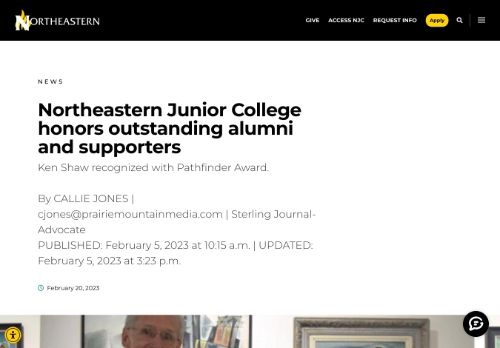 NORTHEASTERN
GIVE ACCESS NJC REQUEST INFO Apply
NEWS
Northeastern Junior College
honors outstanding alumni
and supporters
Ken Shaw recognized with Pathfinder Award.
By CALLIE JONES |
cjones@prairiemountainmedia.com | Sterling Journal-
Advocate
PUBLISHED: February 5, 2023 at 10:15 a.m. | UPDATED:
February 5, 2023 at 3:23 p.m.
February 20, 2023